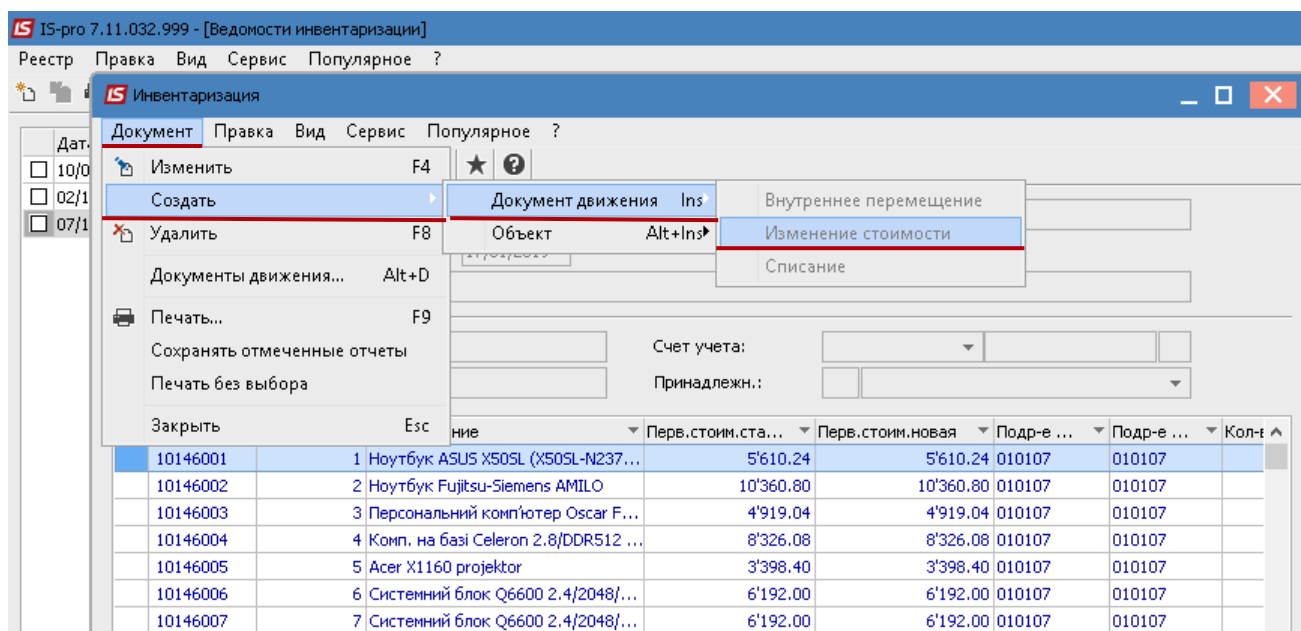 IS IS-pro 7.11.032.999 - [Ведомости инвентаризации]
Реестр Правка Вид Сервис Популярное ?
IS Инвентаризация
Документ Правка Вид Сервис Популярное ?
Изменить F4
Создать
Удалить F8
Документы движения... Alt+D
Печать... F9
Сохранять отмеченные отчеты
Печать без выбора
Закрыть Esc
Документ движения Ins
Объект Alt+Ins
Внутреннее перемещение
Изменение стоимости
Списание
Счет учета:
Принадлежн.:
Перв.стоим.ста... Перв.стоим.новая Подр-е ... Подр-е ...
10146001 1 Ноутбук ASUS X50SL (X50SL-N237... 5'610.24 5'610.24 010107 010107
10146002 2 Ноутбук Fujitsu-Siemens AMILO 10'360.80 10'360.80 010107 010107
10146003 3 Персональний комп'ютер Oscar F... 4'919.04 4'919.04 010107 010107
10146004 4 Комп. на базі Celeron 2.8/DDR512 ... 8'326.08 8'326.08 010107 010107
10146005 5 Acer X1160 projektor 3'398.40 3'398.40 010107 010107
10146006 6 Системний блок Q6600 2.4/2048/... 6'192.00 6'192.00 010107 010107
10146007 7 Системний блок Q6600 2.4/2048/... 6'192.00 6'192.00 010107 010107